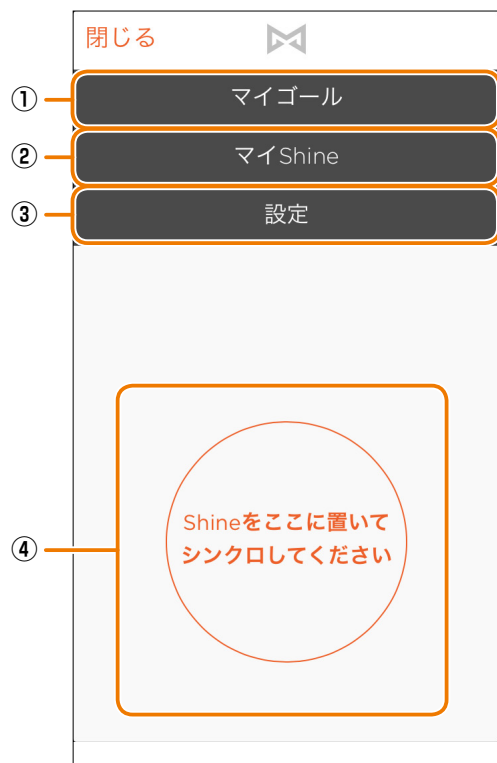 閉じる
① マイゴール
② マイShine
③ 設定
④ Shineをここに置いて
シンクロしてください